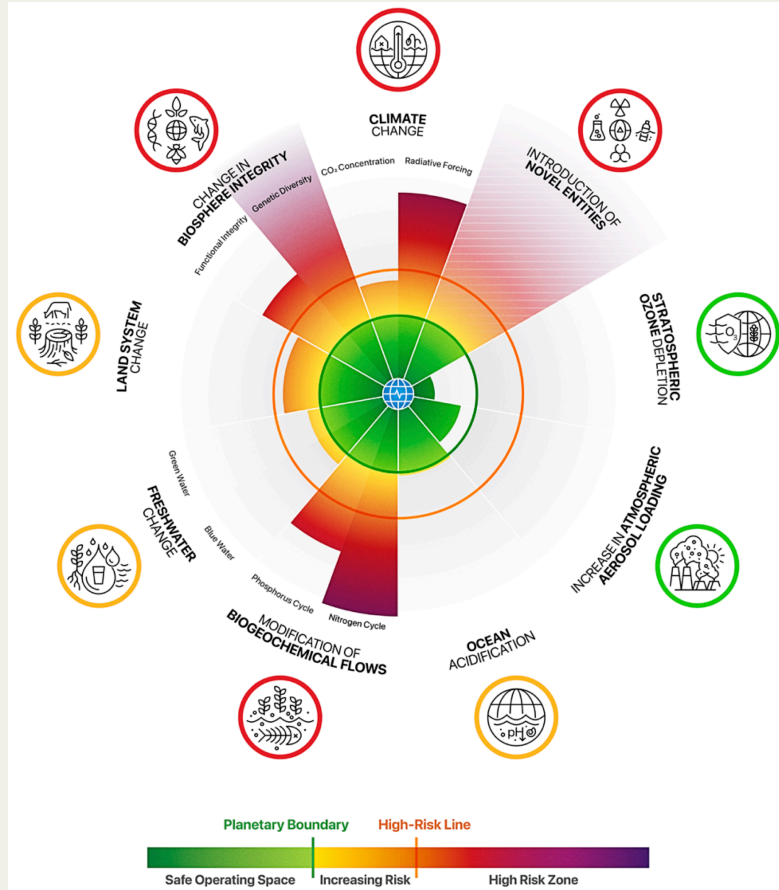 CLIMATE
CHANGE
CO₂ Concentration
Radiative Forcing
INTRODUCTION OF
NOVEL ENTITIES
STRATOSPHERIC
OZONE DEPLETION
O₃
INCREASE IN ATMOSPHERIC
AEROSOL LOADING
OCEAN
ACIDIFICATION
pH
MODIFICATION OF
BIOGEOCHEMICAL FLOWS
Phosphorus Cycle
Nitrogen Cycle
FRESHWATER
CHANGE
Green Water
Blue Water
LAND SYSTEM
CHANGE
CHANGE IN
BIOSPHERE INTEGRITY
Functional Integrity
Genetic Diversity
Planetary Boundary
High-Risk Line
Safe Operating Space
Increasing Risk
High Risk Zone